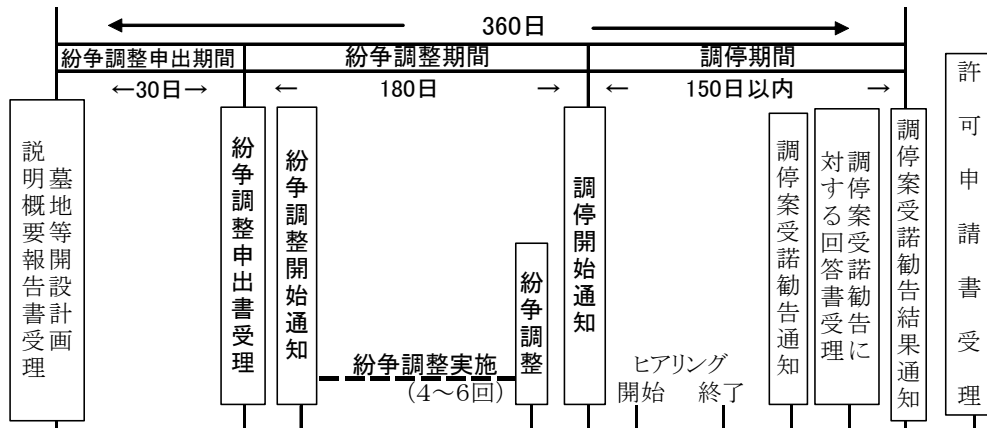 360日
紛争調整申出期間
紛争調整期間
調停期間
←30日→
← 180日 →
← 150日以内 →
墓地等開設計画
説明概要報告書受理
紛争調整申出書受理
紛争調整開始通知
紛争調整実施
(4～6回)
紛争調整
調停開始通知
ヒアリング
開始 終了
調停案受諾勧告通知
調停案受諾勧告に
対する回答書受理
調停案受諾勧告結果通知
許可申請書受理